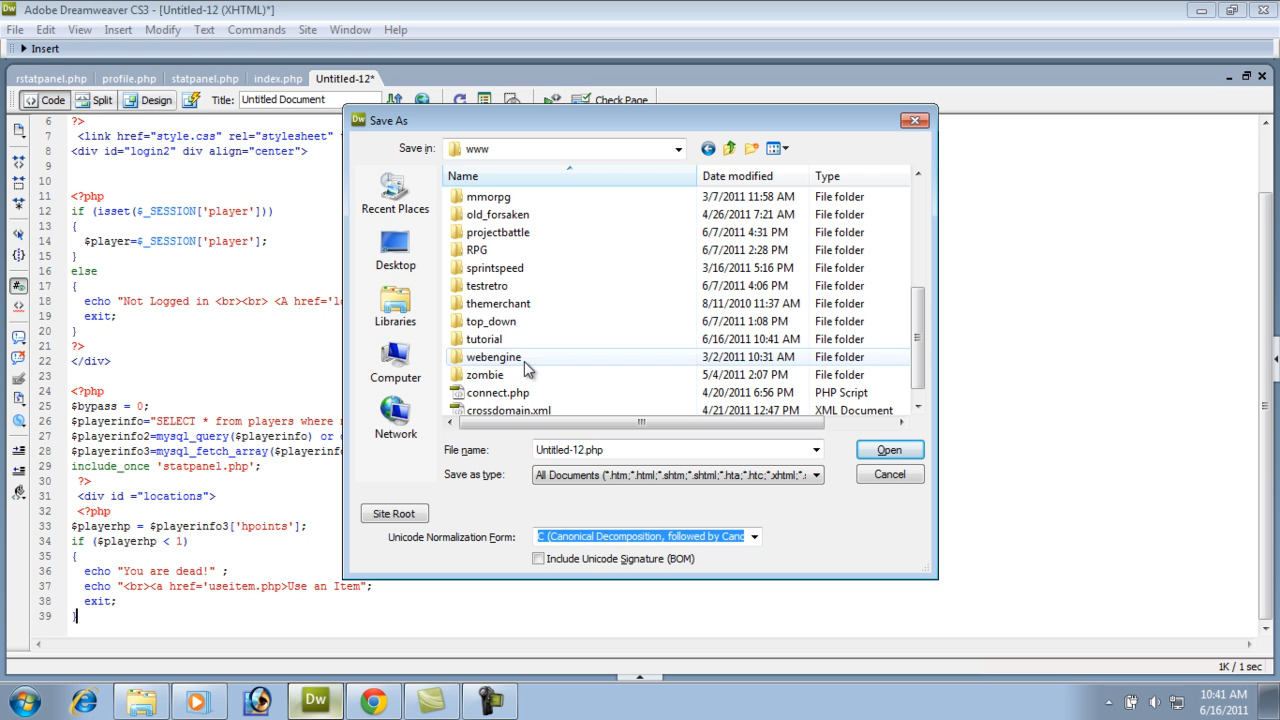 Adobe Dreamweaver CS3 - [Untitled-12 (XHTML)*]
File Edit View Insert Modify Text Commands Site Window Help
Insert
rstatpanel.php profile.php statpanel.php index.php Untitled-12*
Code Split Design Title: Untitled Document Check Page
Save As
Save in: www
Name Date modified Type
mmorpg 3/7/2011 11:58 AM File folder
old_forsaken 4/26/2011 7:21 AM File folder
projectbattle 6/7/2011 4:31 PM File folder
RPG 6/7/2011 2:28 PM File folder
sprintspeed 3/16/2011 5:16 PM File folder
testretro 6/7/2011 4:06 PM File folder
themerchant 8/11/2010 11:37 AM File folder
top_down 6/7/2011 1:08 PM File folder
tutorial 6/16/2011 10:41 AM File folder
webengine 3/2/2011 10:31 AM File folder
zombie 5/4/2011 2:07 PM File folder
connect.php 4/20/2011 6:56 PM PHP Script
crossdomain.xml 4/21/2011 12:47 PM XML Document
Recent Places
Desktop
Libraries
Computer
Network
File name: Untitled-12.php Open
Save as type: All Documents (*.htm;*.html;*.shtm;*.shtml;*.hta;*.htc;*.xhtml;*. Cancel
Site Root
Unicode Normalization Form: C (Canonical Decomposition, followed by Cano
Include Unicode Signature (BOM)
6 ?>
7 <link href="style.css" rel="stylesheet"
8 <div id="login2" div align="center">
9
10
11 <?php
12 if (isset($_SESSION['player']))
13 {
14 $player=$_SESSION['player'];
15 }
16 else
17 {
18 echo "Not Logged in <br><br> <A href='l
19 exit;
20 }
21 ?>
22 </div>
23
24 <?php
25 $bypass = 0;
26 $playerinfo="SELECT * from players where
27 $playerinfo2=mysql_query($playerinfo) or
28 $playerinfo3=mysql_fetch_array($playerinf
29 include_once 'statpanel.php';
30 ?>
31 <div id ="locations">
32 <?php
33 $playerhp = $playerinfo3['hpoints'];
34 if ($playerhp < 1)
35 {
36 echo "You are dead!" ;
37 echo "<br><a href='useitem.php>Use an Item";
38 exit;
39 }
1K / 1 sec
10:41 AM
6/16/2011